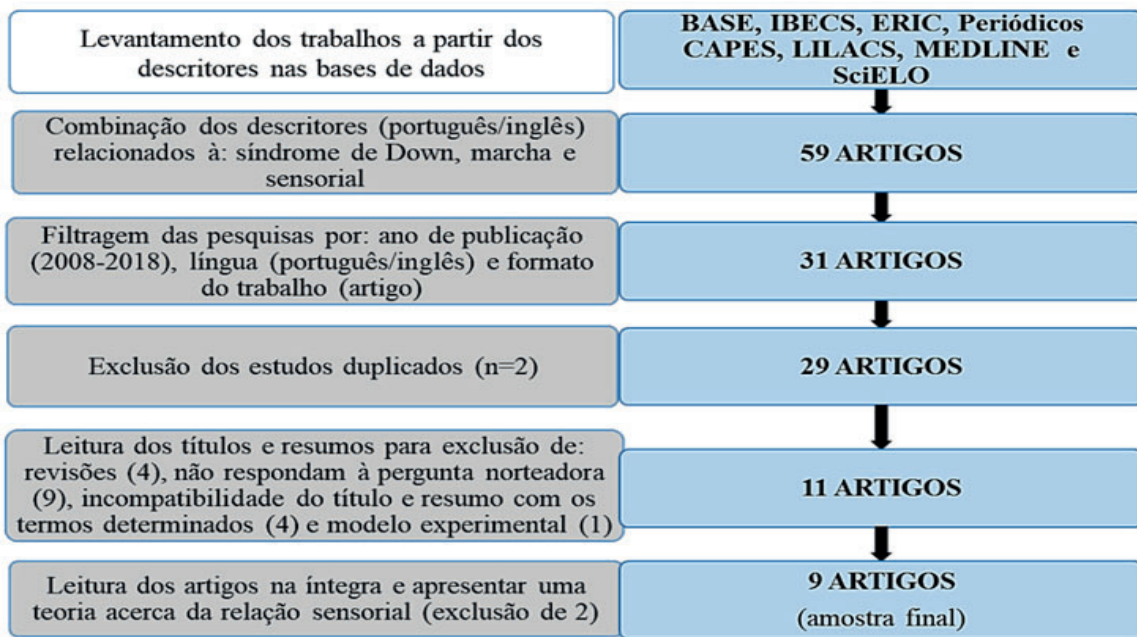 Levantamento dos trabalhos a partir dos
descritores nas bases de dados
BASE, IBECS, ERIC, Periódicos
CAPES, LILACS, MEDLINE e
SciELO
Combinação dos descritores (português/inglês)
relacionados à: síndrome de Down, marcha e
sensorial
59 ARTIGOS
Filtragem das pesquisas por: ano de publicação
(2008-2018), língua (português/inglês) e formato
do trabalho (artigo)
31 ARTIGOS
Exclusão dos estudos duplicados (n=2)
29 ARTIGOS
Leitura dos títulos e resumos para exclusão de:
revisões (4), não respondam à pergunta norteadora
(9), incompatibilidade do título e resumo com os
termos determinados (4) e modelo experimental (1)
11 ARTIGOS
Leitura dos artigos na íntegra e apresentar uma
teoria acerca da relação sensorial (exclusão de 2)
9 ARTIGOS
(amostra final)